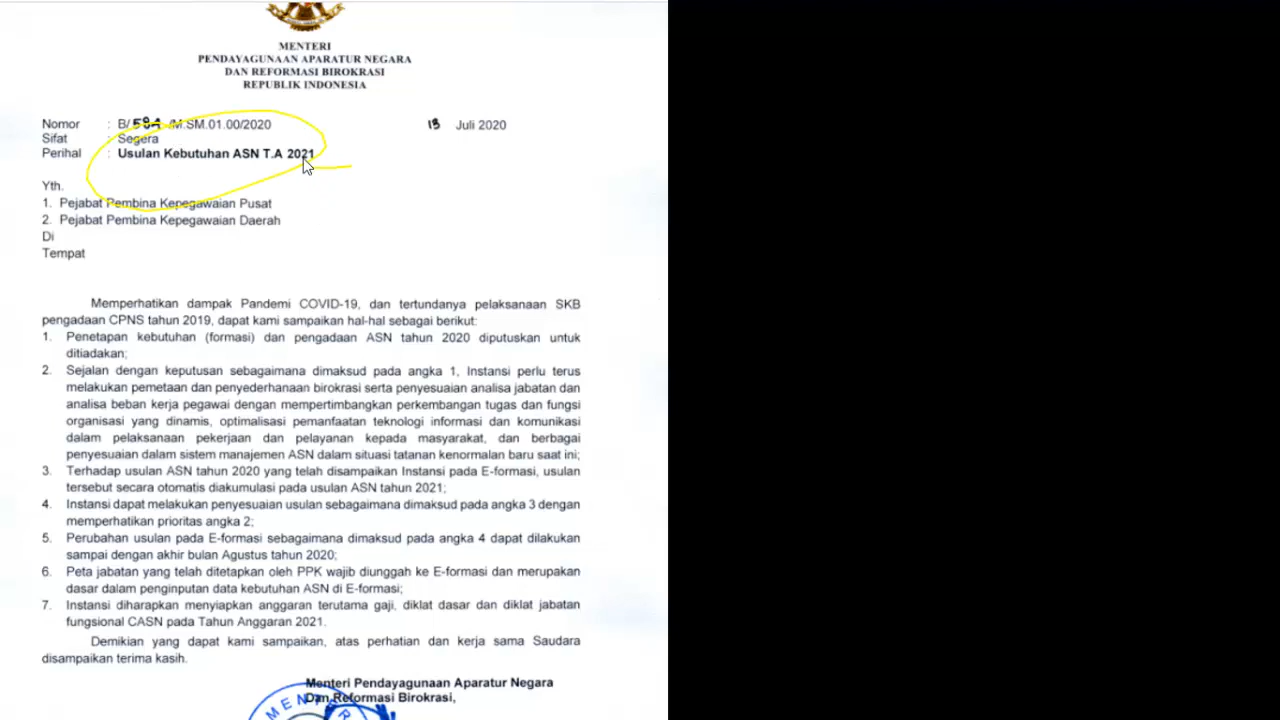 MENTERI
PENDAYAGUNAAN APARATUR NEGARA
DAN REFORMASI BIROKRASI
REPUBLIK INDONESIA
Nomor : B/584 /M.SM.01.00/2020 13 Juli 2020
Sifat : Segera
Perihal : Usulan Kebutuhan ASN T.A 2021
Yth.
1. Pejabat Pembina Kepegawaian Pusat
2. Pejabat Pembina Kepegawaian Daerah
Di
Tempat
Memperhatikan dampak Pandemi COVID-19, dan tertundanya pelaksanaan SKB
pengadaan CPNS tahun 2019, dapat kami sampaikan hal-hal sebagai berikut:
1. Penetapan kebutuhan (formasi) dan pengadaan ASN tahun 2020 diputuskan untuk
ditiadakan;
2. Sejalan dengan keputusan sebagaimana dimaksud pada angka 1, Instansi perlu terus
melakukan pemetaan dan penyederhanaan birokrasi serta penyesuaian analisa jabatan dan
analisa beban kerja pegawai dengan mempertimbangkan perkembangan tugas dan fungsi
organisasi yang dinamis, optimalisasi pemanfaatan teknologi informasi dan komunikasi
dalam pelaksanaan pekerjaan dan pelayanan kepada masyarakat, dan berbagai
penyesuaian dalam sistem manajemen ASN dalam situasi tatanan kenormalan baru saat ini;
3. Terhadap usulan ASN tahun 2020 yang telah disampaikan Instansi pada E-formasi, usulan
tersebut secara otomatis diakumulasi pada usulan ASN tahun 2021;
4. Instansi dapat melakukan penyesuaian usulan sebagaimana dimaksud pada angka 3 dengan
memperhatikan prioritas angka 2;
5. Perubahan usulan pada E-formasi sebagaimana dimaksud pada angka 4 dapat dilakukan
sampai dengan akhir bulan Agustus tahun 2020;
6. Peta jabatan yang telah ditetapkan oleh PPK wajib diunggah ke E-formasi dan merupakan
dasar dalam penginputan data kebutuhan ASN di E-formasi;
7. Instansi diharapkan menyiapkan anggaran terutama gaji, diklat dasar dan diklat jabatan
fungsional CASN pada Tahun Anggaran 2021.
Demikian yang dapat kami sampaikan, atas perhatian dan kerja sama Saudara
disampaikan terima kasih.
Menteri Pendayagunaan Aparatur Negara
Dan Reformasi Birokrasi,
MENTER